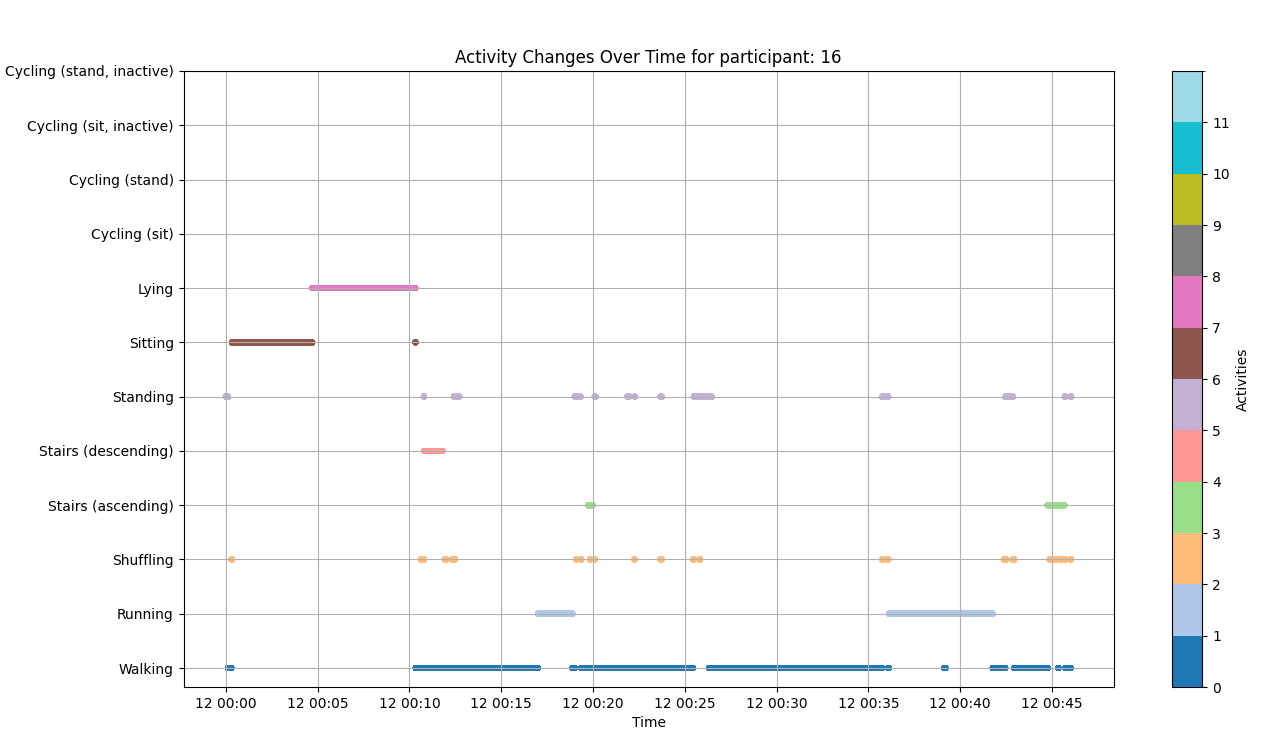 Activity Changes Over Time for participant: 16
Cycling (stand, inactive)
Cycling (sit, inactive)
Cycling (stand)
Cycling (sit)
Lying
Sitting
Standing
Stairs (descending)
Stairs (ascending)
Shuffling
Running
Walking
12 00:00 12 00:05 12 00:10 12 00:15 12 00:20 12 00:25 12 00:30 12 00:35 12 00:40 12 00:45
Time
11
10
9
8
7
6
5
4
3
2
1
0
Activities